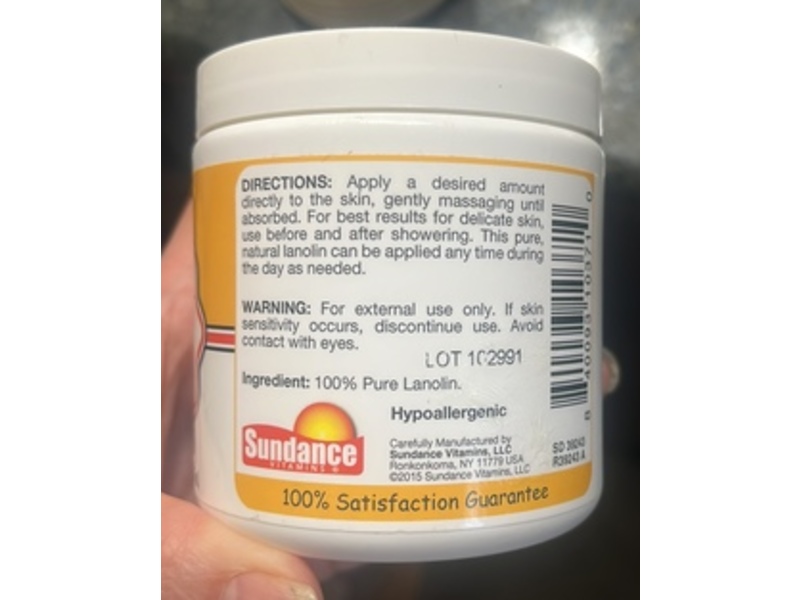 DIRECTIONS: Apply a desired amount
directly to the skin, gently massaging until
absorbed. For best results for delicate skin,
use before and after showering. This pure,
natural lanolin can be applied any time during
the day as needed.
WARNING: For external use only. If skin
sensitivity occurs, discontinue use. Avoid
contact with eyes.
LOT 102991
Ingredient: 100% Pure Lanolin.
Hypoallergenic
Sundance
VITAMINS ®
Carefully Manufactured by
Sundance Vitamins, LLC
Ronkonkoma, NY 11779 USA
©2015 Sundance Vitamins, LLC
SD 39243
R39243 A
100% Satisfaction Guarantee